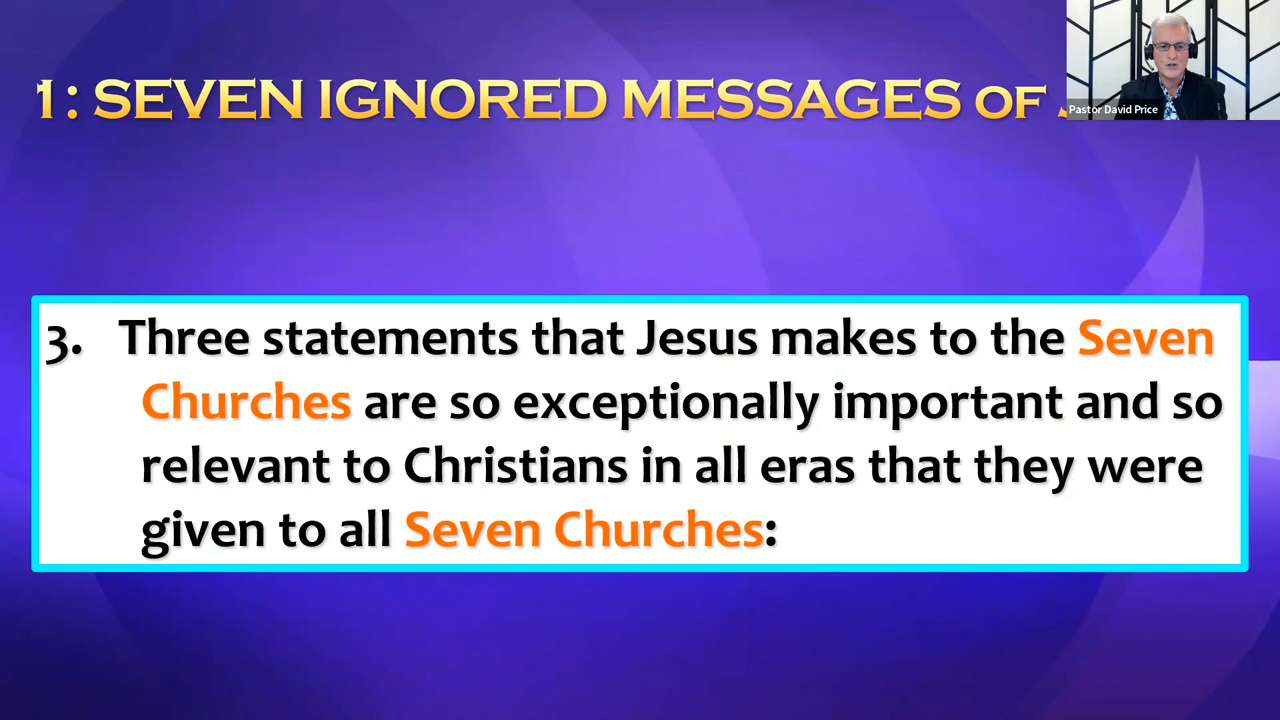 1: SEVEN IGNORED MESSAGES OF
Pastor David Price
3. Three statements that Jesus makes to the Seven
Churches are so exceptionally important and so
relevant to Christians in all eras that they were
given to all Seven Churches: